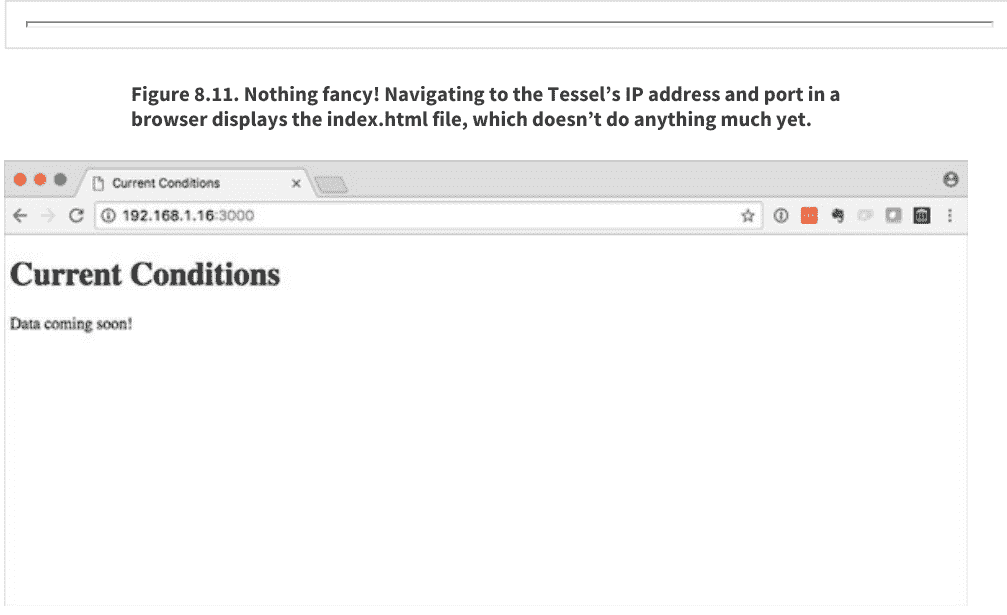 Figure 8.11. Nothing fancy! Navigating to the Tessel’s IP address and port in a
browser displays the index.html file, which doesn’t do anything much yet.
Current Conditions
192.168.1.16:3000
Current Conditions
Data coming soon!